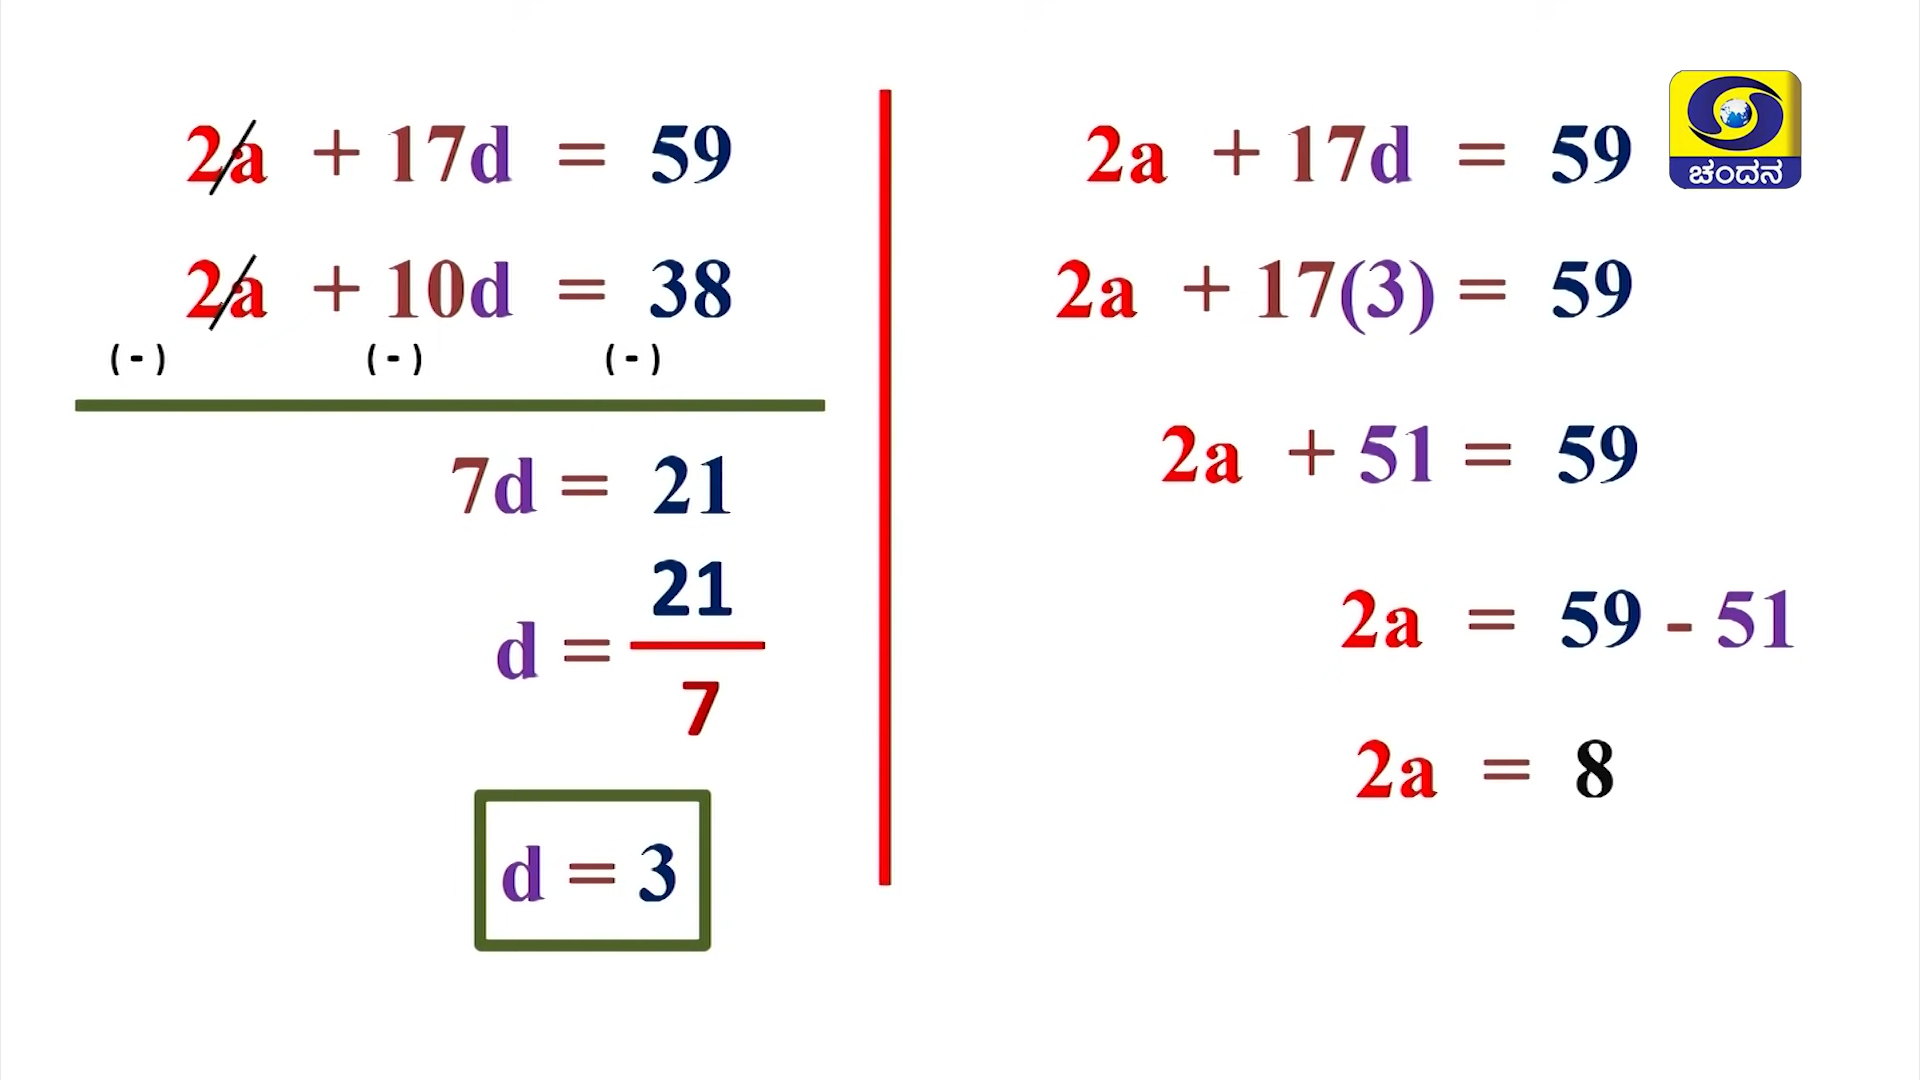 2a + 17d = 59
2a + 10d = 38
(-) (-) (-)
7d = 21
d = 21/7
d = 3
2a + 17d = 59
2a + 17(3) = 59
2a + 51 = 59
2a = 59 - 51
2a = 8
ಚಂದನ